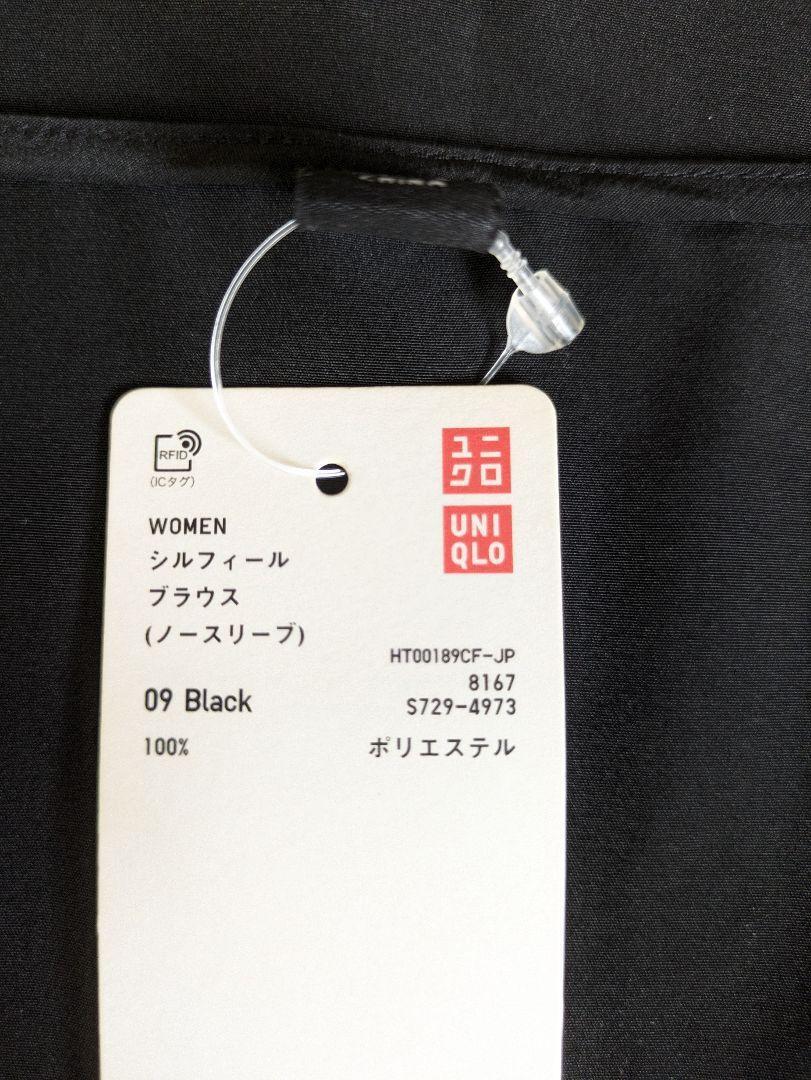 RFID
(ICタグ)
ユニ
クロ
UNI
QLO
WOMEN
シルフィール
ブラウス
(ノースリーブ)
HT00189CF-JP
8167
S729-4973
09 Black
100% ポリエステル